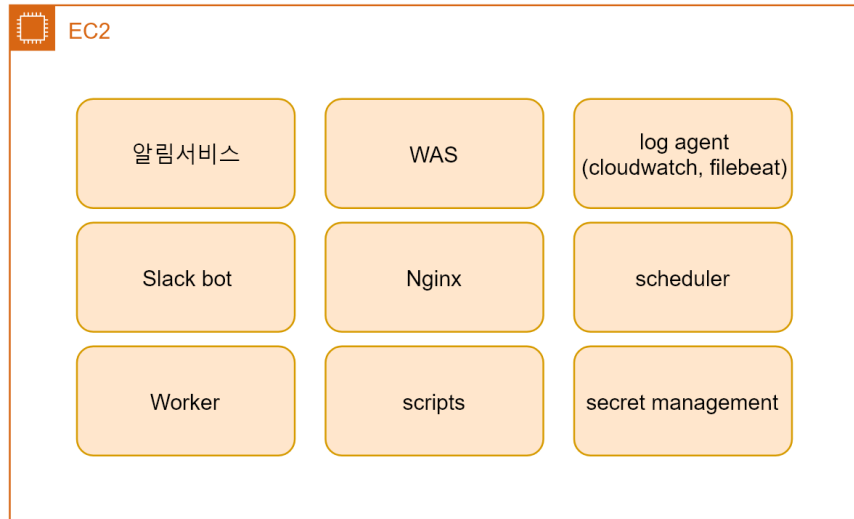 EC2
알림서비스
WAS
log agent
(cloudwatch, filebeat)
Slack bot
Nginx
scheduler
Worker
scripts
secret management